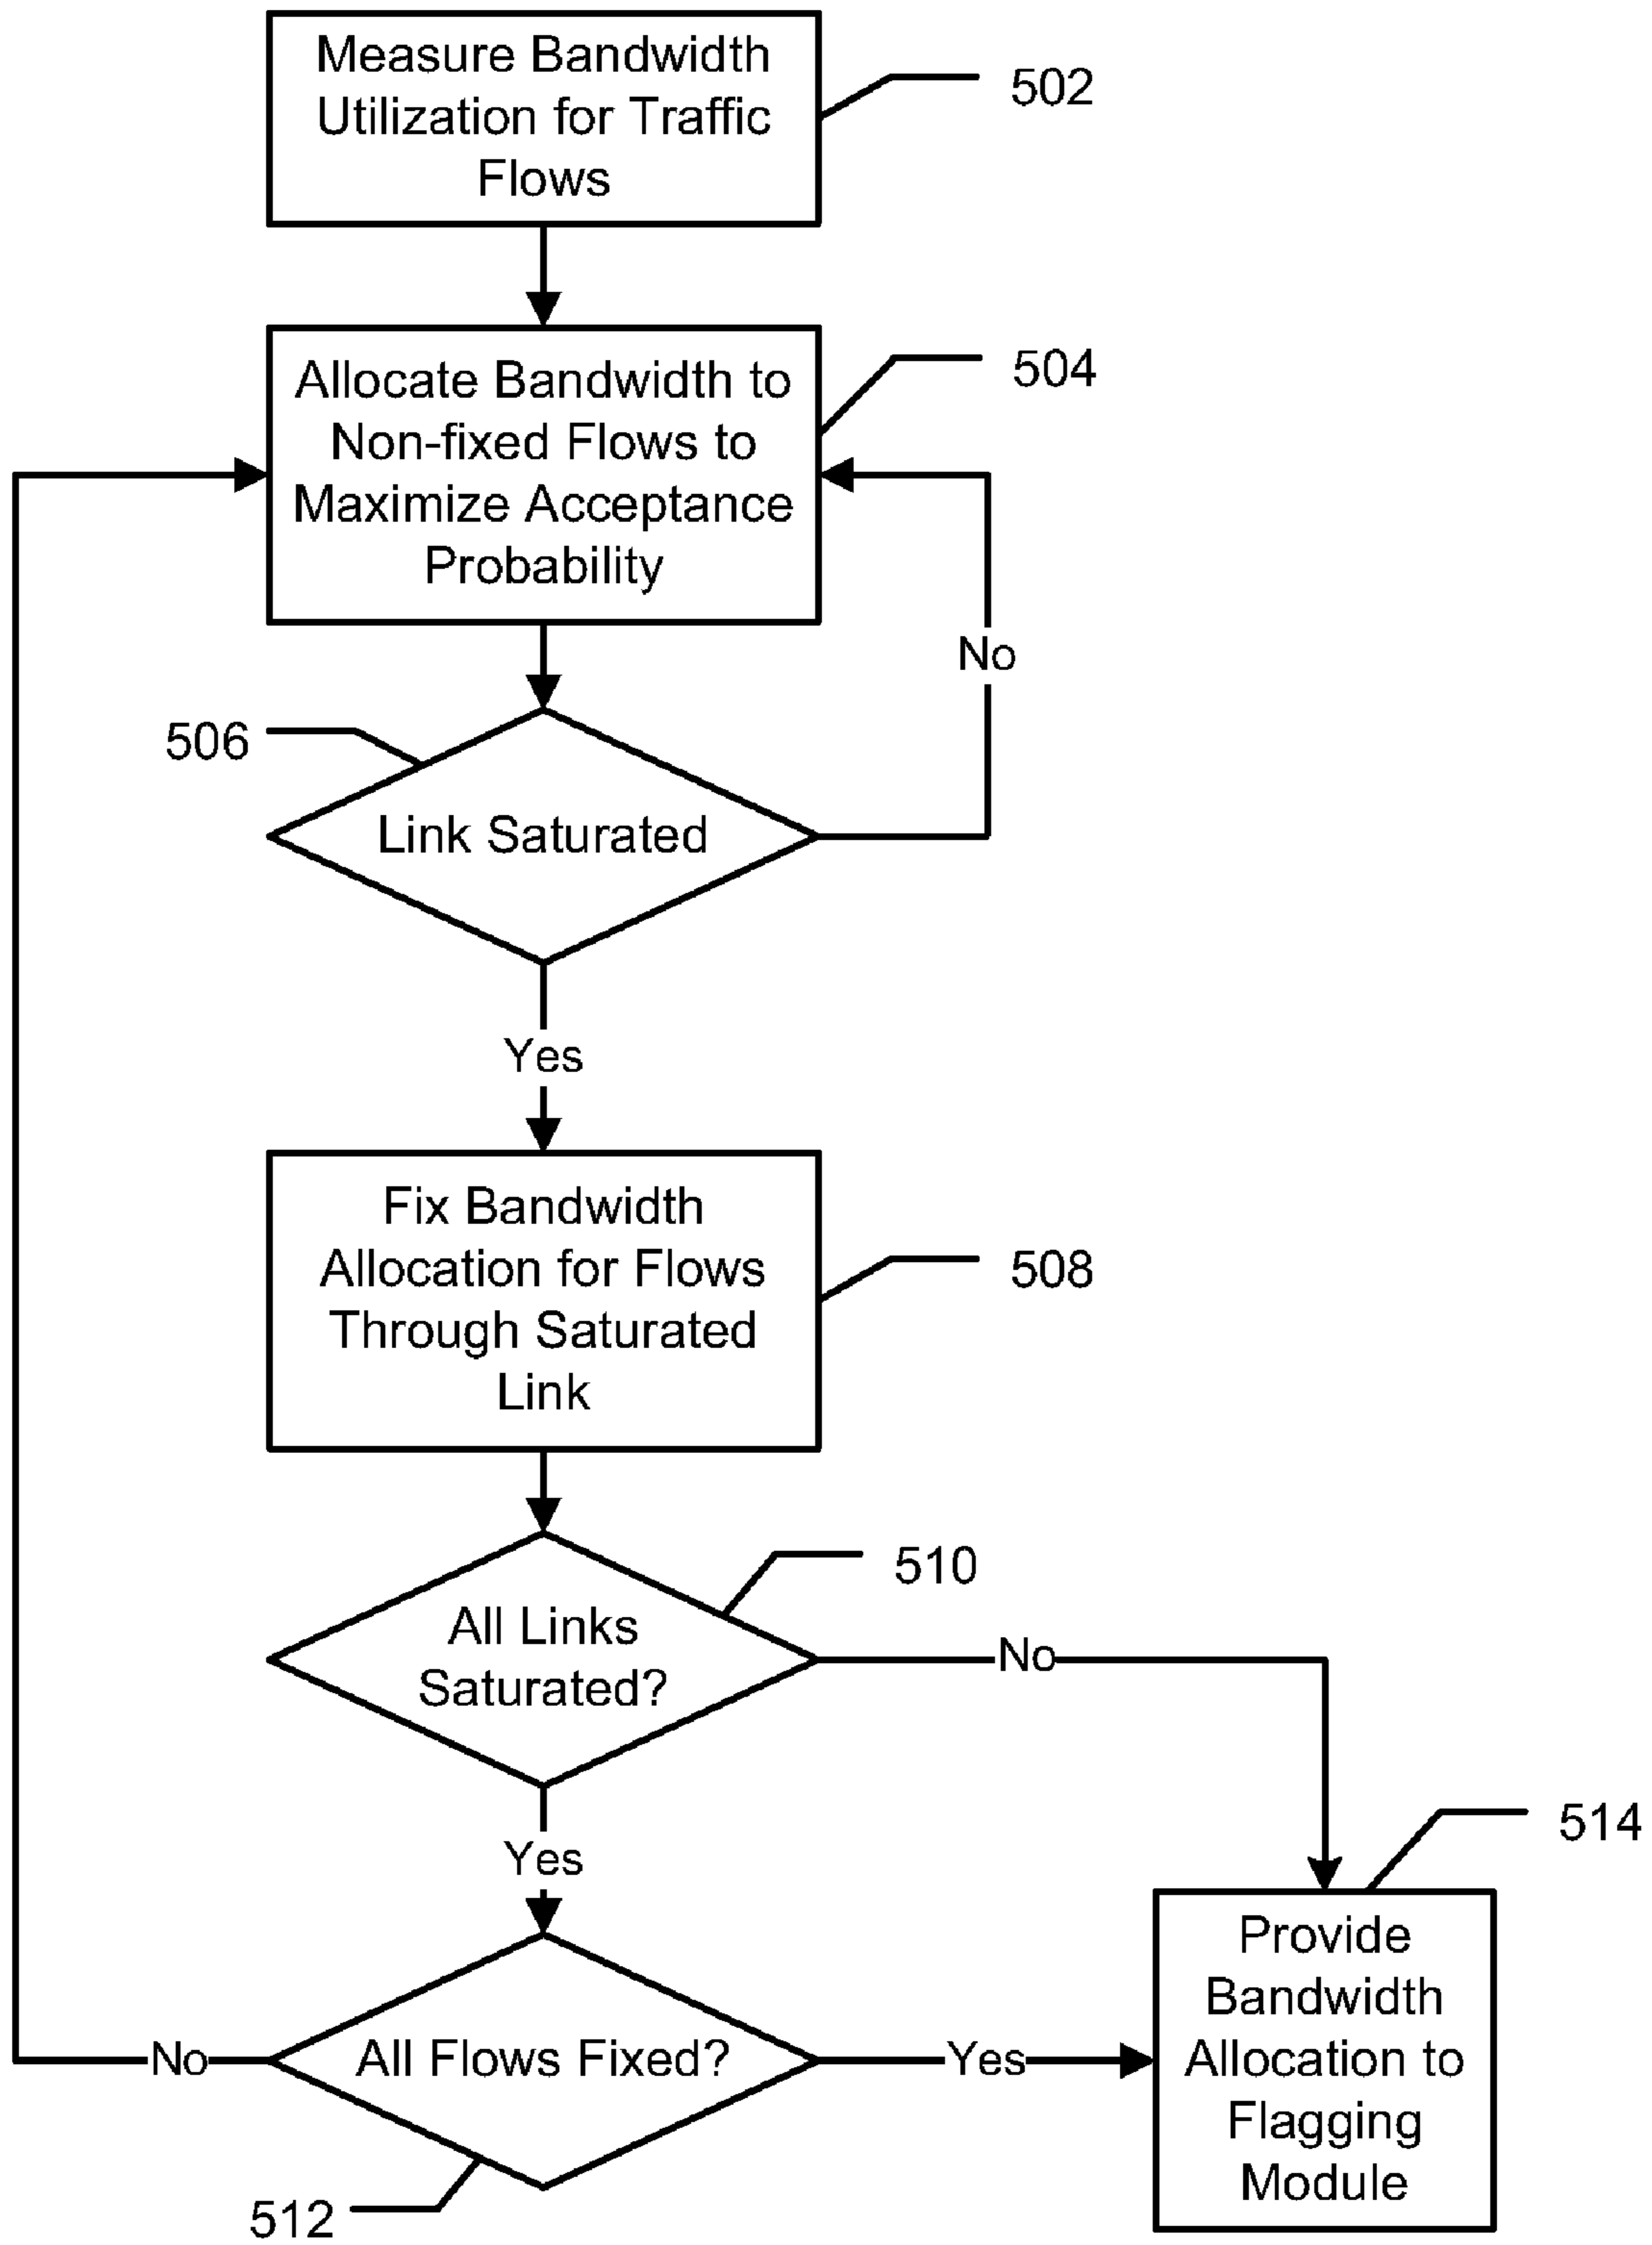 Measure Bandwidth
Utilization for Traffic
Flows
502
Allocate Bandwidth to
Non-fixed Flows to
Maximize Acceptance
Probability
504
No
506
Link Saturated
Yes
Fix Bandwidth
Allocation for Flows
Through Saturated
Link
508
510
All Links
Saturated?
No
Yes
514
Provide
Bandwidth
Allocation to
Flagging
Module
No
All Flows Fixed?
Yes
512